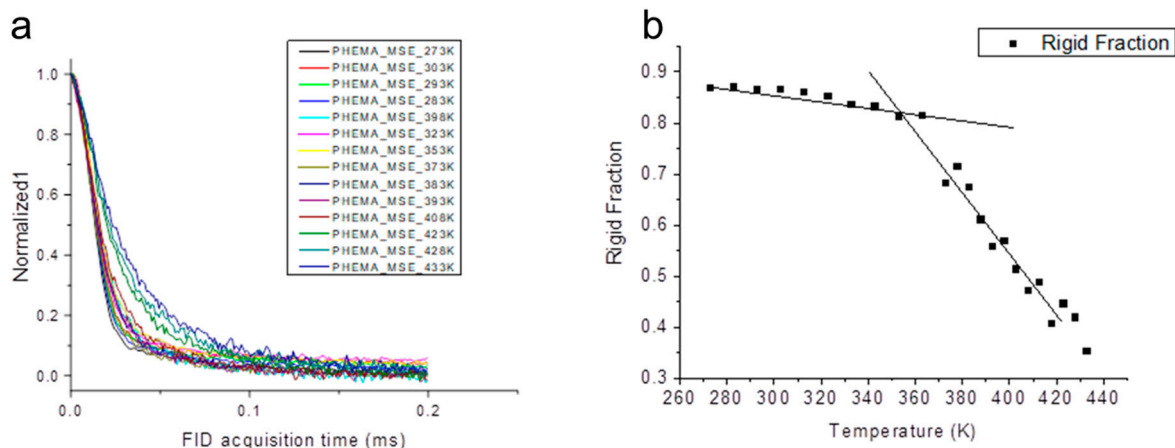 a
PHEMA_MSE_273K
PHEMA_MSE_303K
PHEMA_MSE_293K
PHEMA_MSE_283K
PHEMA_MSE_398K
PHEMA_MSE_323K
PHEMA_MSE_353K
PHEMA_MSE_373K
PHEMA_MSE_383K
PHEMA_MSE_393K
PHEMA_MSE_408K
PHEMA_MSE_423K
PHEMA_MSE_428K
PHEMA_MSE_433K
Normalized1
1.0
0.8
0.6
0.4
0.2
0.0
0.0 0.1 0.2
FID acquisition time (ms)
b
Rigid Fraction
Rigid Fraction
0.9
0.8
0.7
0.6
0.5
0.4
0.3
260 280 300 320 340 360 380 400 420 440
Temperature (K)